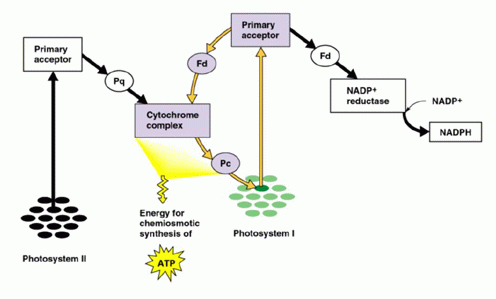 Primary
acceptor
Pq
Fd
Cytochrome
complex
Pc
Primary
acceptor
Fd
NADP+
reductase
NADP+
NADPH
Energy for
chemiosmotic
synthesis of
ATP
Photosystem II
Photosystem I